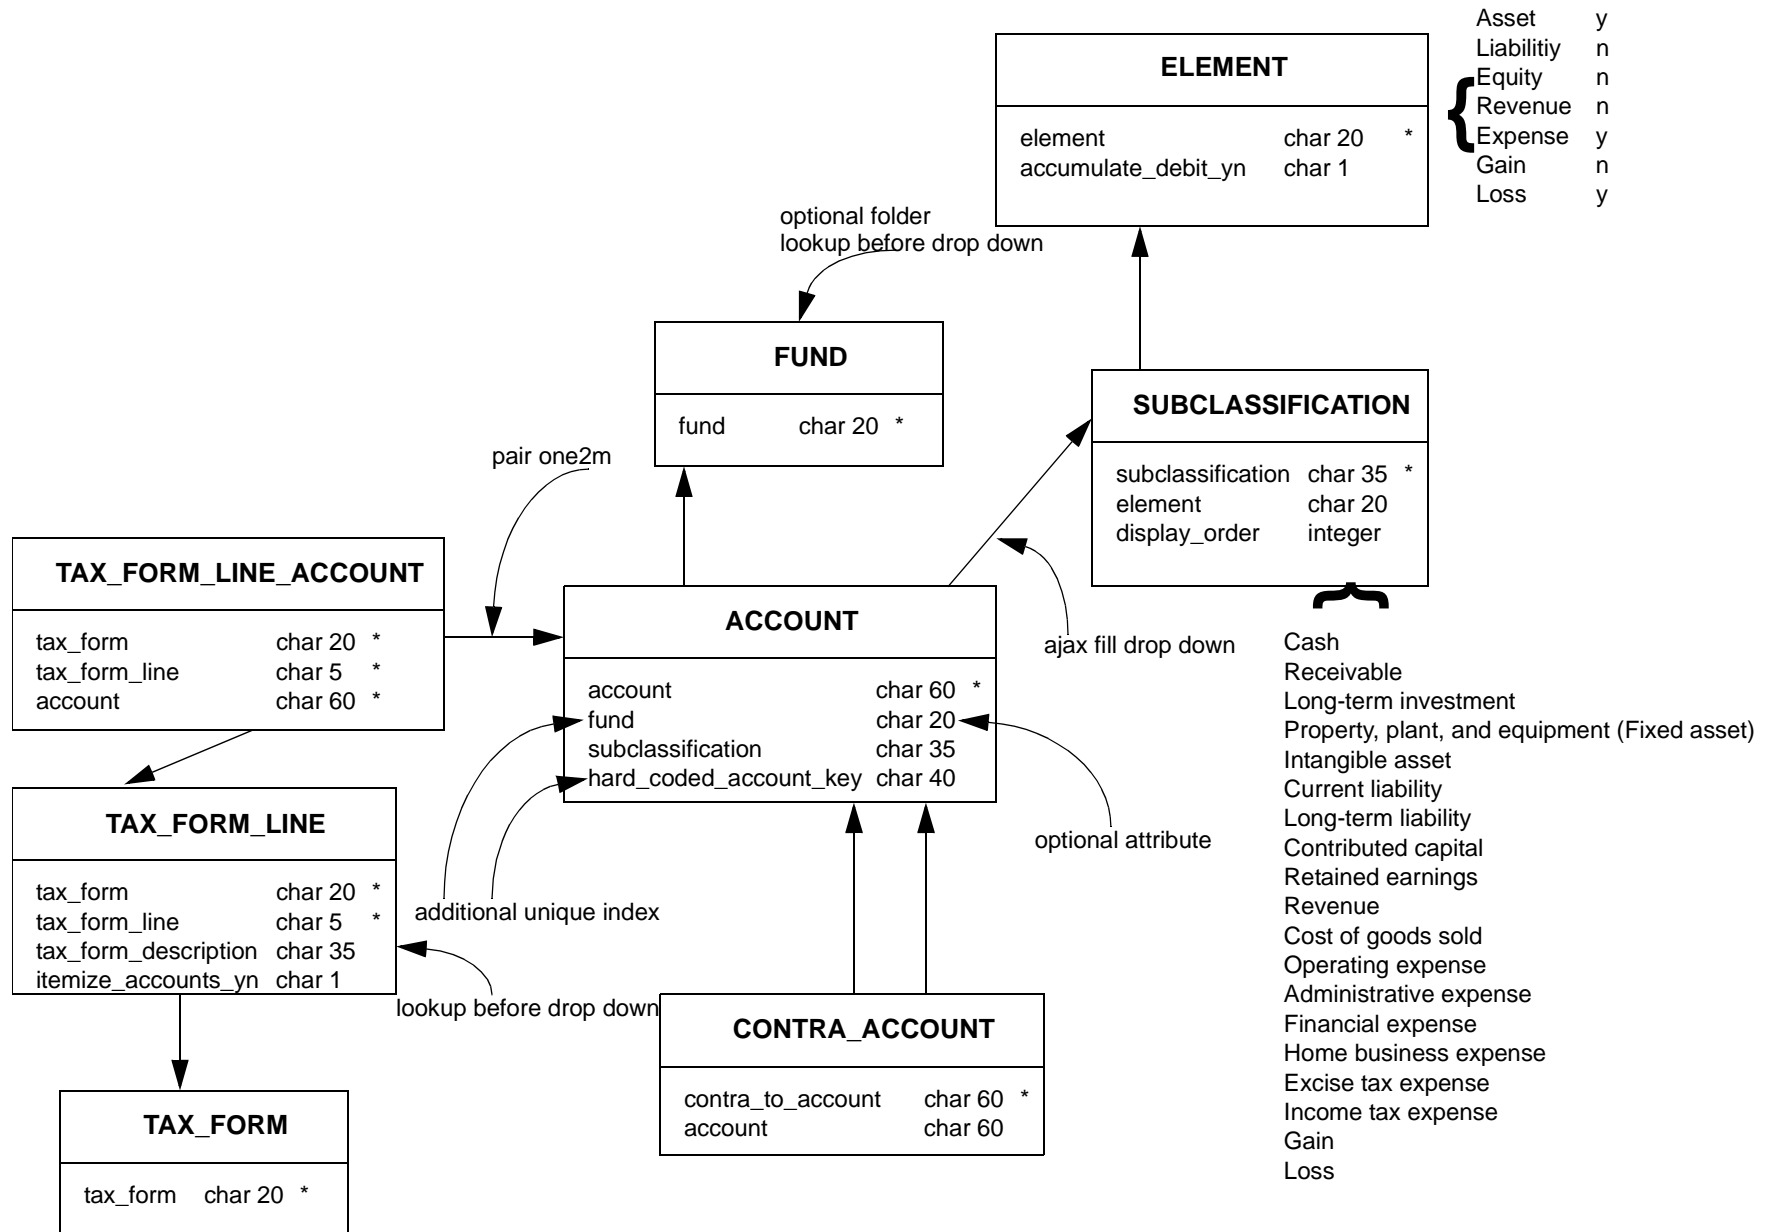 Asset y
Liabilitiy n
Equity n
Revenue n
Expense y
Gain n
Loss y
ELEMENT
element char 20 *
accumulate_debit_yn char 1
optional folder
lookup before drop down
FUND
fund char 20 *
SUBCLASSIFICATION
subclassification char 35 *
element char 20
display_order integer
pair one2m
TAX_FORM_LINE_ACCOUNT
tax_form char 20 *
tax_form_line char 5 *
account char 60 *
ACCOUNT
account char 60 *
fund char 20
subclassification char 35
hard_coded_account_key char 40
ajax fill drop down
Cash
Receivable
Long-term investment
Property, plant, and equipment (Fixed asset)
Intangible asset
Current liability
Long-term liability
Contributed capital
Retained earnings
Revenue
Cost of goods sold
Operating expense
Administrative expense
Financial expense
Home business expense
Excise tax expense
Income tax expense
Gain
Loss
optional attribute
additional unique index
TAX_FORM_LINE
tax_form char 20 *
tax_form_line char 5 *
tax_form_description char 35
itemize_accounts_yn char 1
lookup before drop down
CONTRA_ACCOUNT
contra_to_account char 60 *
account char 60
TAX_FORM
tax_form char 20 *